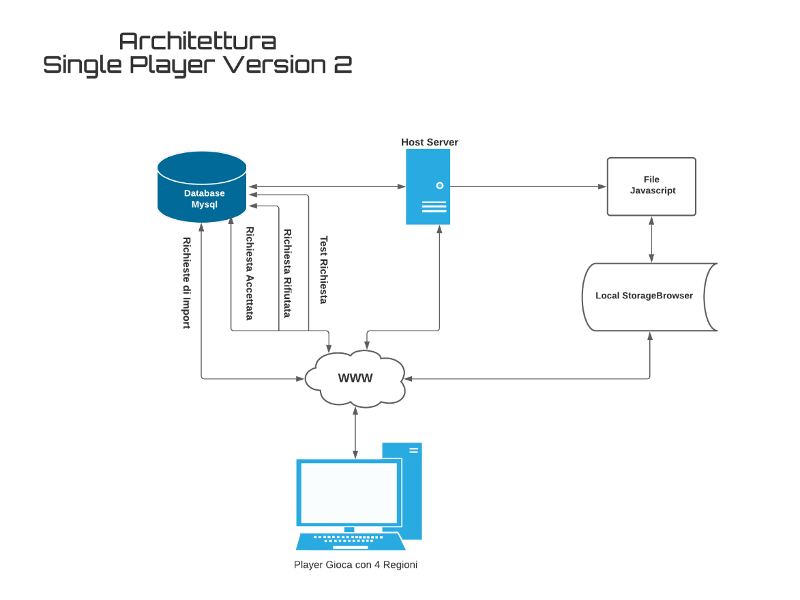 Architettura
Single Player Version 2
Host Server
Database
Mysql
File
Javascript
Richieste di Import
Richiesta Accettata
Richiesta Rifiutata
Test Richiesta
Local StorageBrowser
WWW
Player Gioca con 4 Regioni